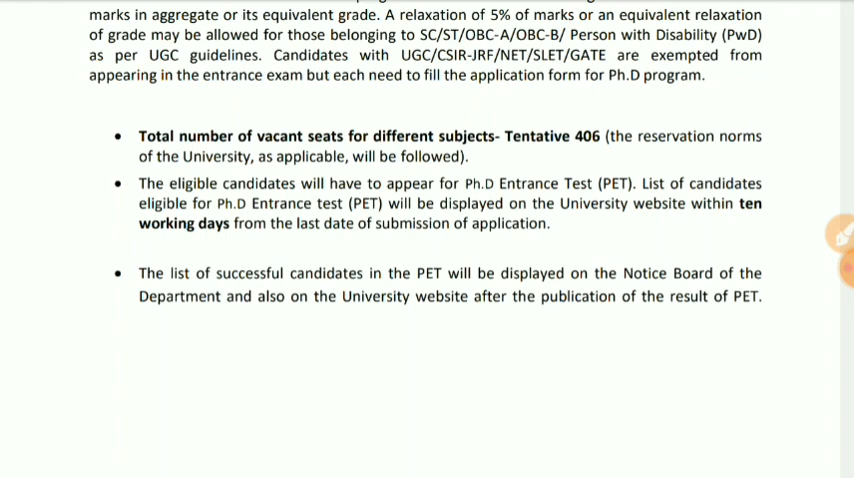 marks in aggregate or its equivalent grade. A relaxation of 5% of marks or an equivalent relaxation
of grade may be allowed for those belonging to SC/ST/OBC-A/OBC-B/ Person with Disability (PwD)
as per UGC guidelines. Candidates with UGC/CSIR-JRF/NET/SLET/GATE are exempted from
appearing in the entrance exam but each need to fill the application form for Ph.D program.
• Total number of vacant seats for different subjects- Tentative 406 (the reservation norms
of the University, as applicable, will be followed).
• The eligible candidates will have to appear for Ph.D Entrance Test (PET). List of candidates
eligible for Ph.D Entrance test (PET) will be displayed on the University website within ten
working days from the last date of submission of application.
• The list of successful candidates in the PET will be displayed on the Notice Board of the
Department and also on the University website after the publication of the result of PET.